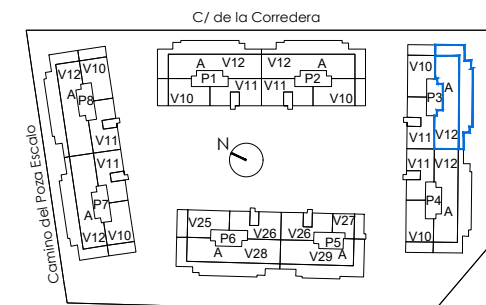 C/ de la Corredera
V12 V10
A
P8
V11
A V12 V12 A
P1 V11 V11 P2
V10 V10
V10
A
P3
V11 V12
N
V11 V12
P4
A
V10
V11
P7
A
V12 V10
V25 V27
P6 V26 V26 P5
A V28 V29 A
Camino del Poza Escalo